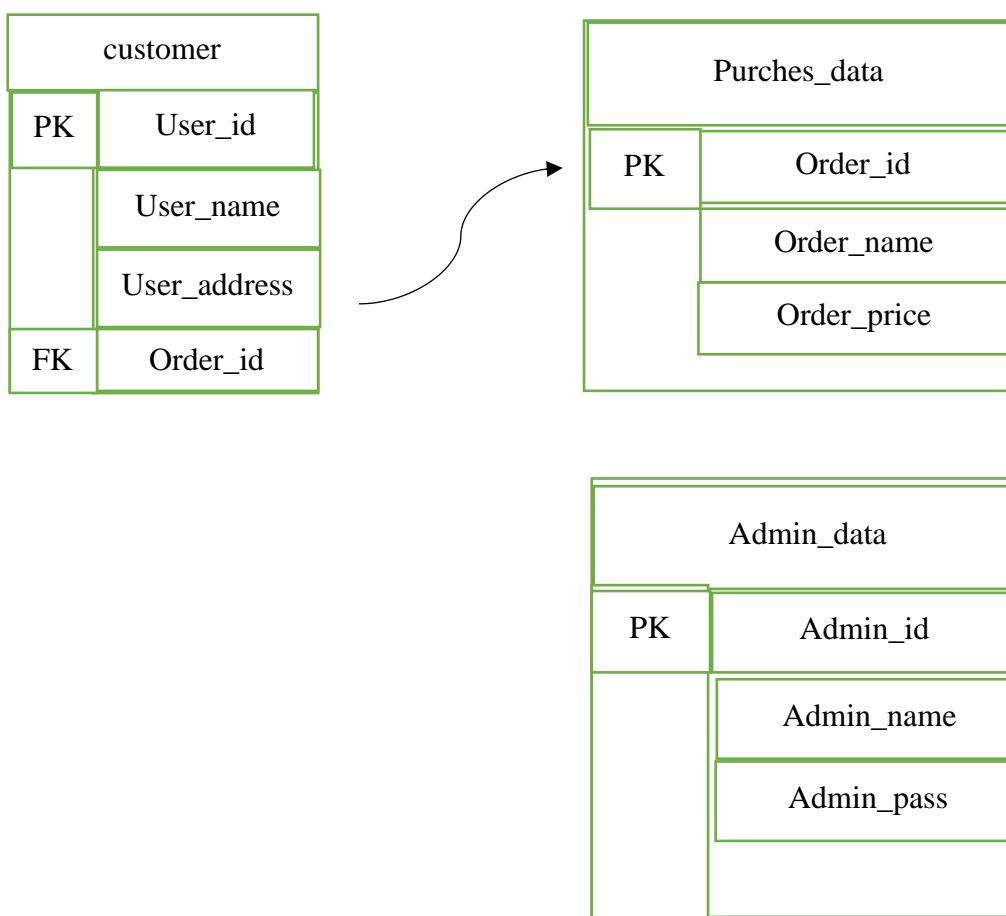 customer
PK User_id
User_name
User_address
FK Order_id
Purches_data
PK Order_id
Order_name
Order_price
Admin_data
PK Admin_id
Admin_name
Admin_pass